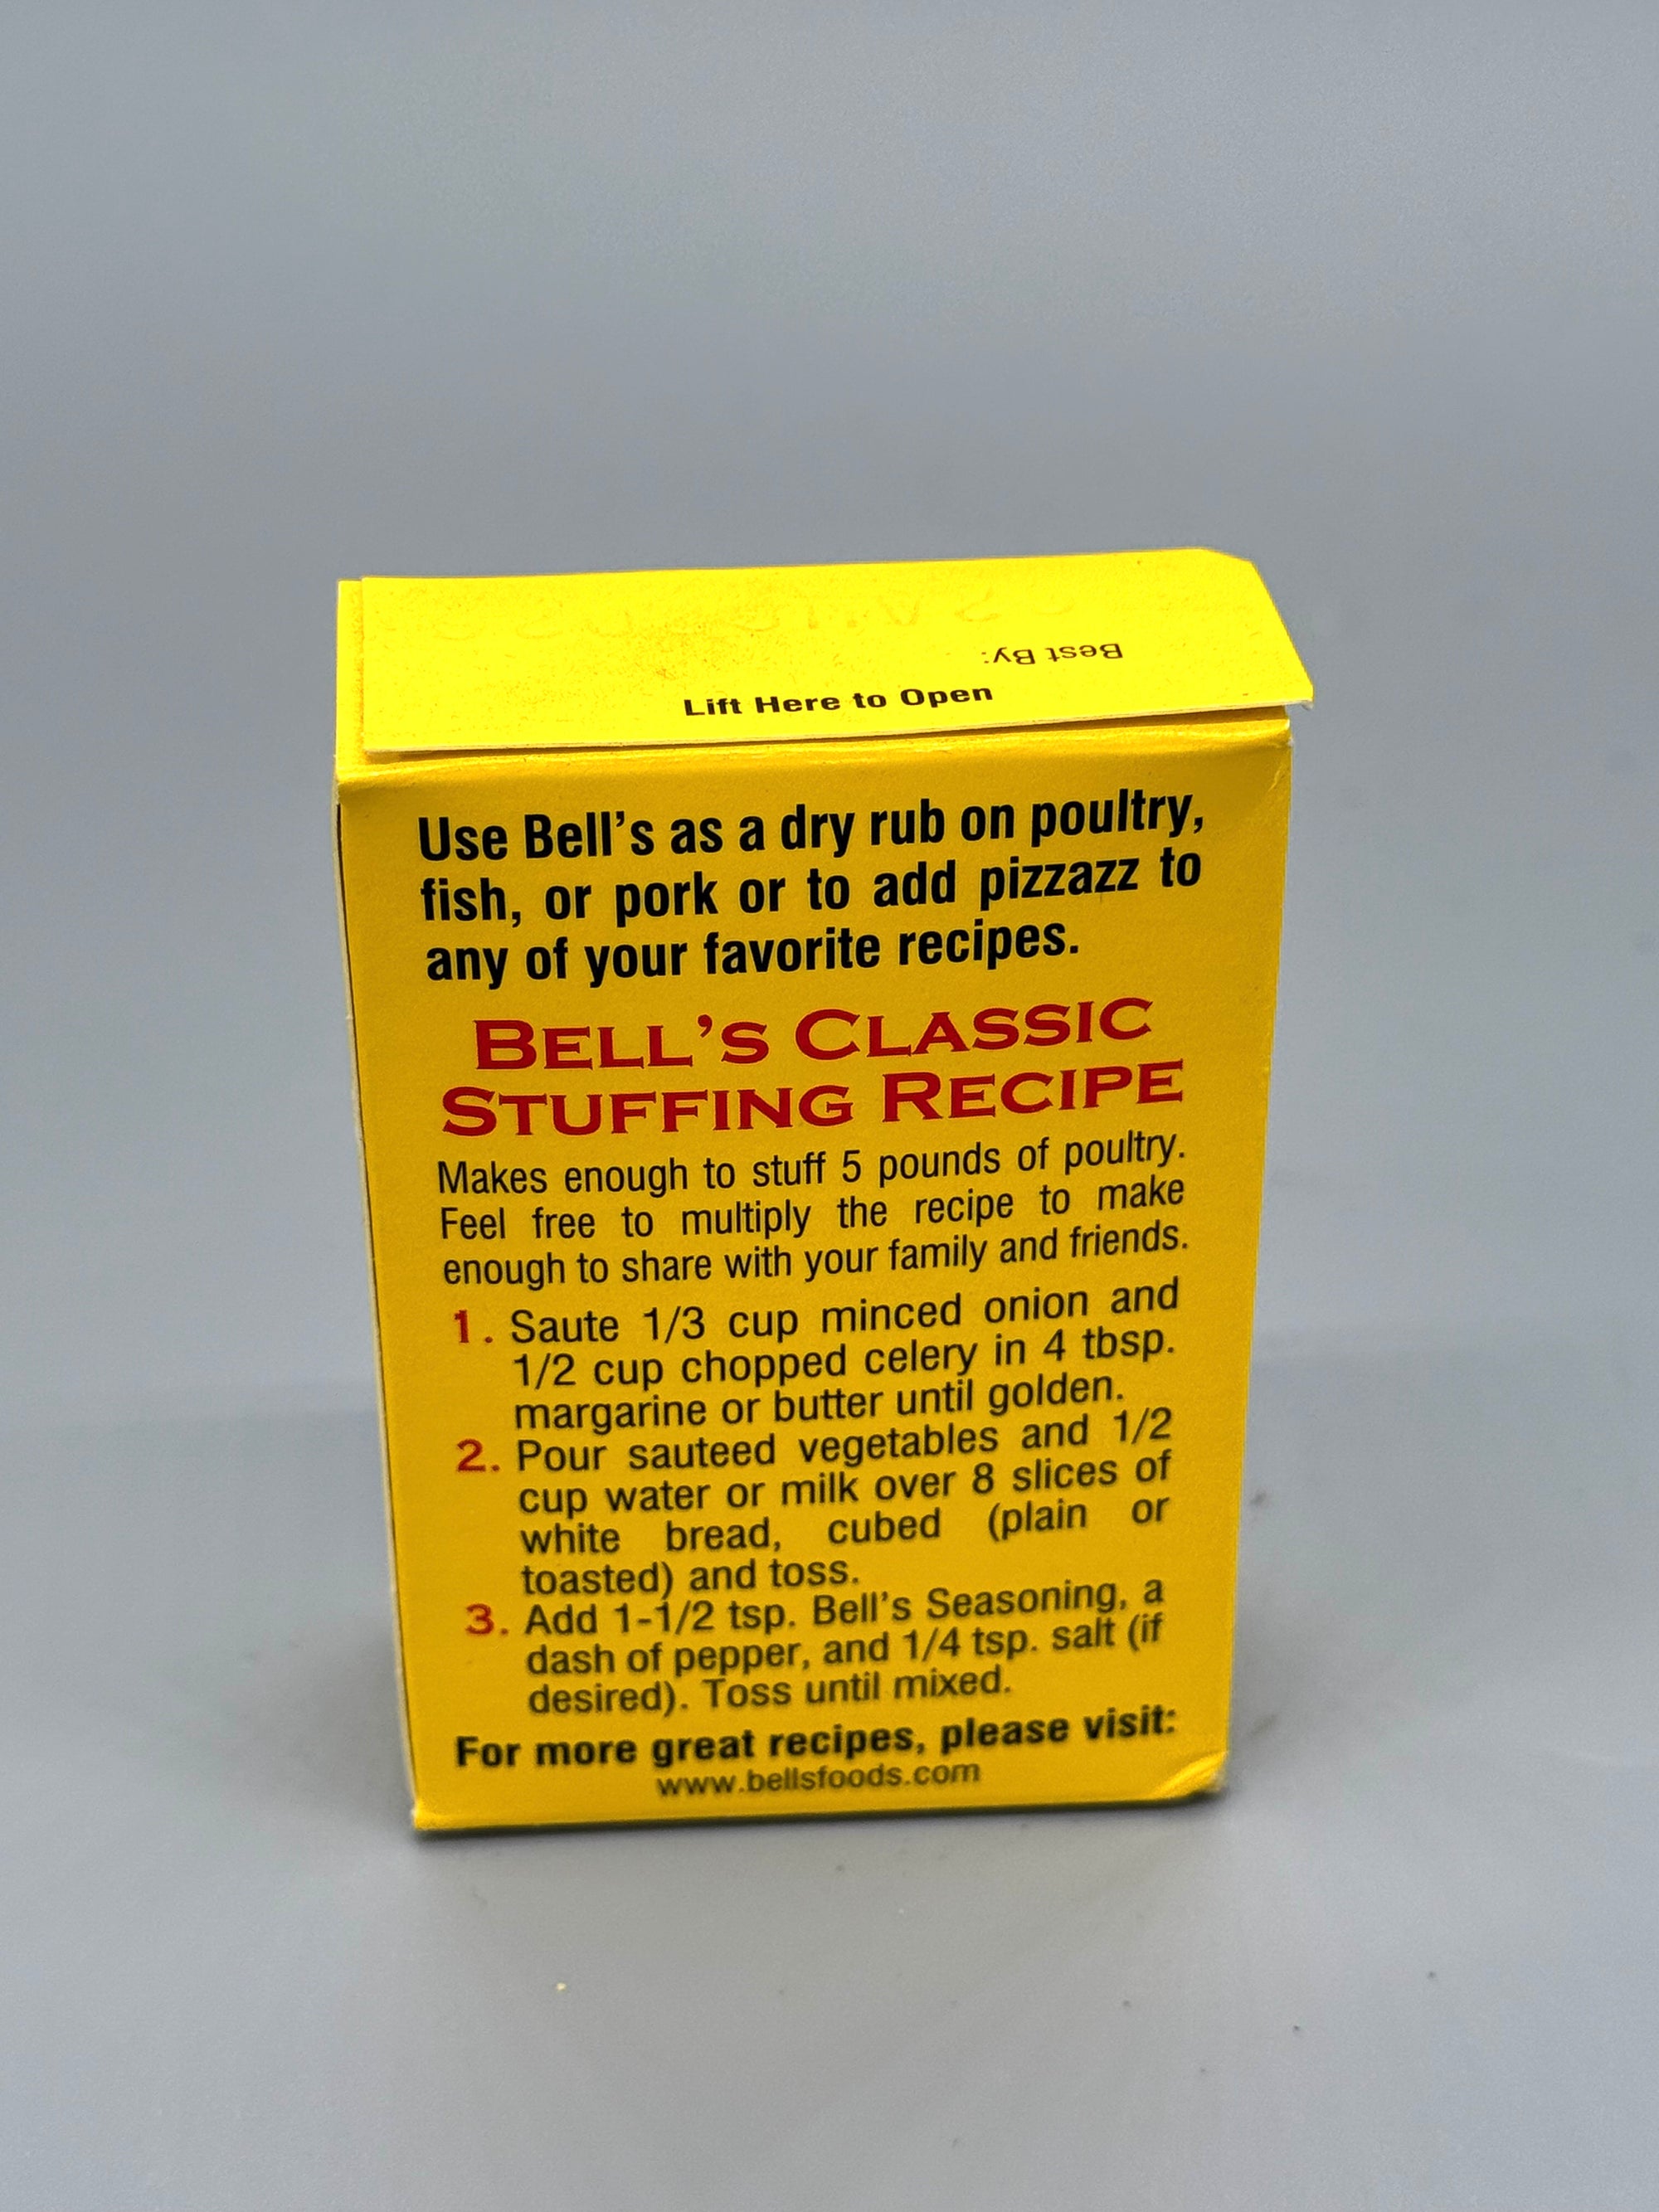 Best By:
Lift Here to Open
Use Bell's as a dry rub on poultry,
fish, or pork or to add pizzazz to
any of your favorite recipes.
BELL'S CLASSIC
STUFFING RECIPE
Makes enough to stuff 5 pounds of poultry.
Feel free to multiply the recipe to make
enough to share with your family and friends.
1. Saute 1/3 cup minced onion and
1/2 cup chopped celery in 4 tbsp.
margarine or butter until golden.
2. Pour sauteed vegetables and 1/2
cup water or milk over 8 slices of
white bread, cubed (plain or
toasted) and toss.
3. Add 1-1/2 tsp. Bell's Seasoning, a
dash of pepper, and 1/4 tsp. salt (if
desired). Toss until mixed.
For more great recipes, please visit:
www.bellsfoods.com